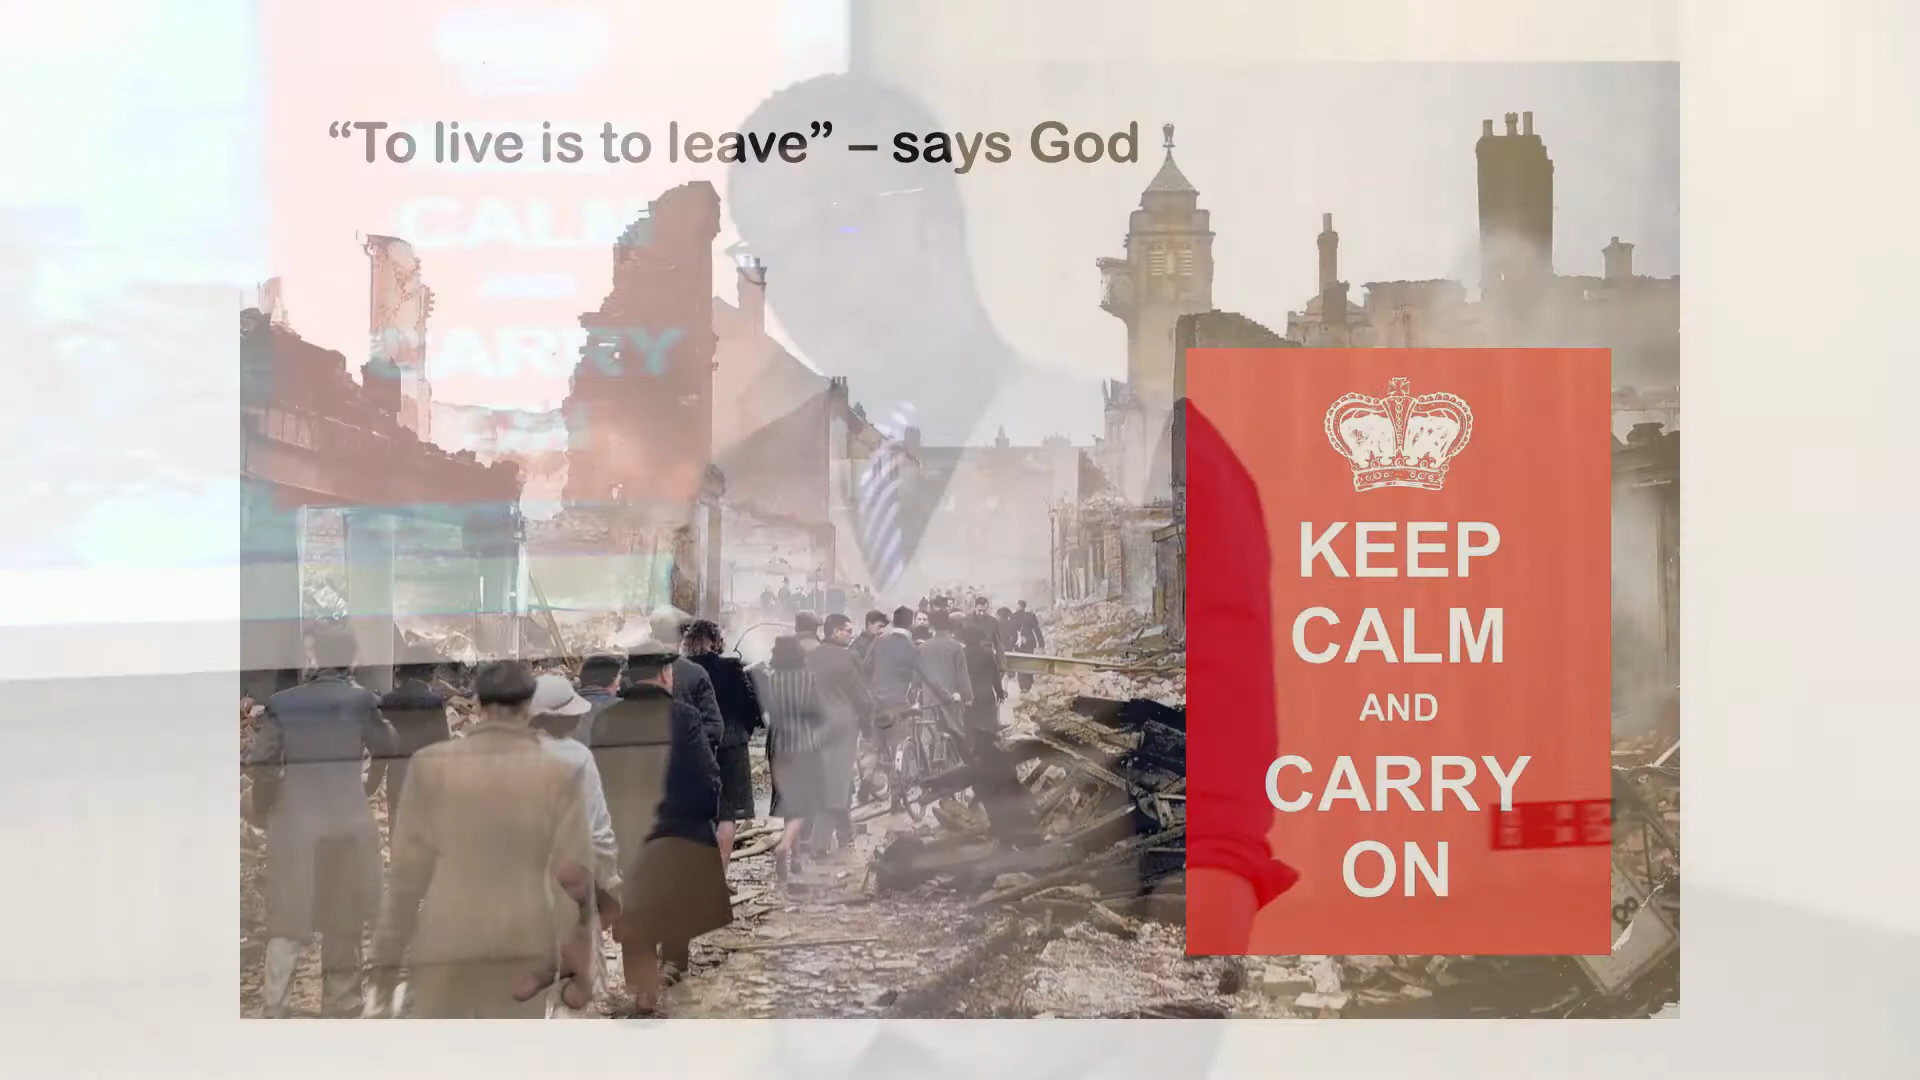 “To live is to leave” – says God
KEEP
CALM
AND
CARRY
ON